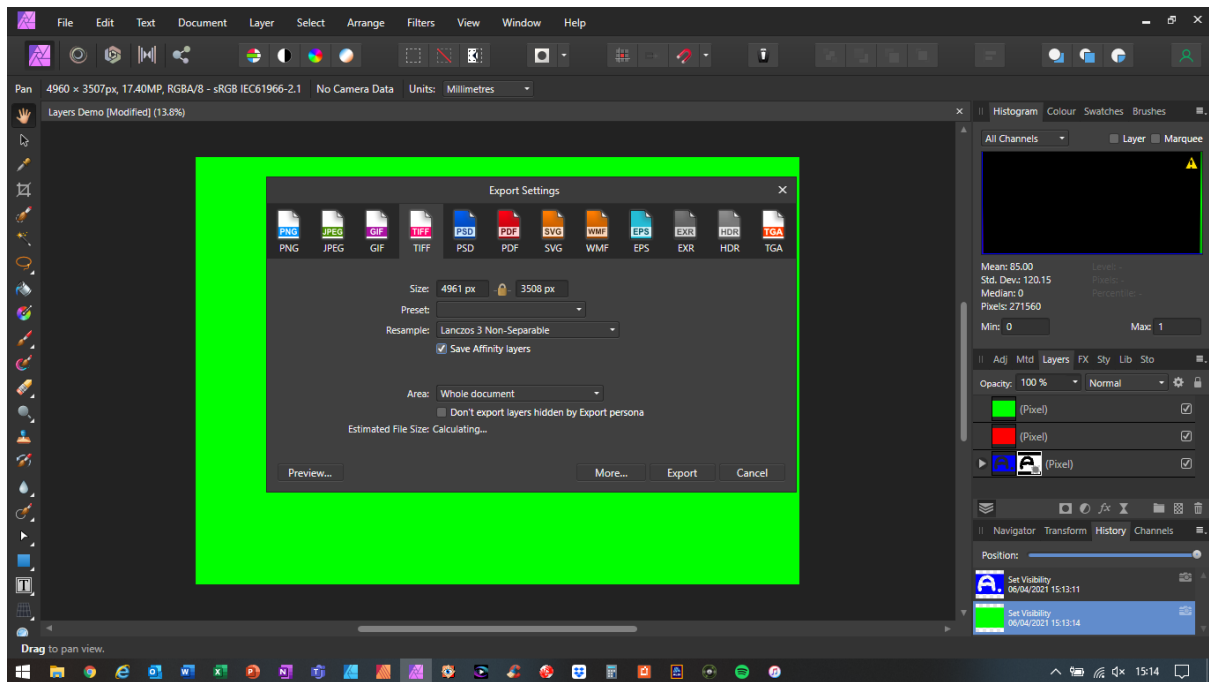 File Edit Text Document Layer Select Arrange Filters View Window Help
Pan 4960 × 3507px, 17.40MP, RGBA/8 - sRGB IEC61966-2.1 No Camera Data Units: Millimetres
Layers Demo [Modified] (13.8%)
Histogram Colour Swatches Brushes
All Channels Layer Marquee
Export Settings
PNG JPEG GIF TIFF PSD PDF SVG WMF EPS EXR HDR TGA
PNG JPEG GIF TIFF PSD PDF SVG WMF EPS EXR HDR TGA
Size: 4961 px 3508 px
Preset:
Resample: Lanczos 3 Non-Separable
Save Affinity layers
Area: Whole document
Don't export layers hidden by Export persona
Estimated File Size: Calculating...
Preview... More... Export Cancel
Mean: 85.00 Level: -
Std. Dev.: 120.15 Pixels: -
Median: 0 Percentile: -
Pixels: 271560
Min: 0 Max: 1
Adj Mtd Layers FX Sty Lib Sto
Opacity: 100 % Normal
(Pixel)
(Pixel)
A. A. (Pixel)
fx
Navigator Transform History Channels
Position:
A. Set Visibility
06/04/2021 15:13:11
Set Visibility
06/04/2021 15:13:14
Drag to pan view.
15:14